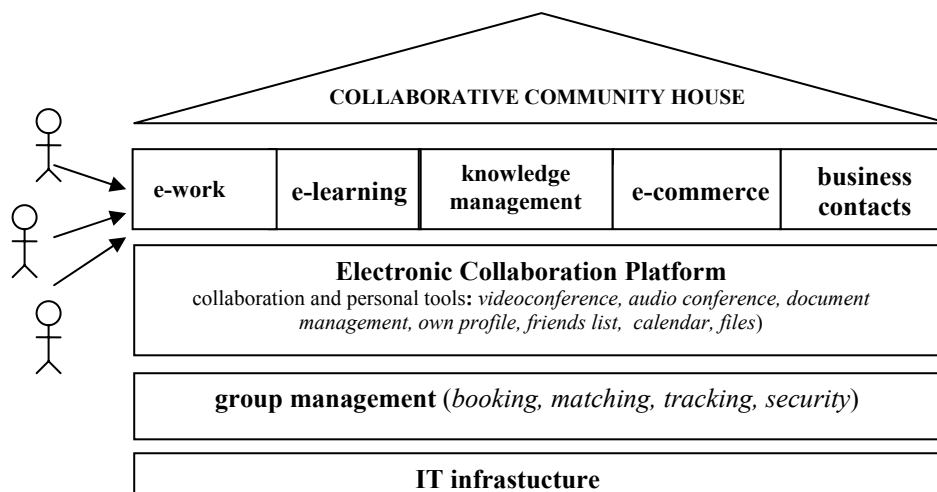 COLLABORATIVE COMMUNITY HOUSE
e-work
e-learning
knowledge
management
e-commerce
business
contacts
Electronic Collaboration Platform
collaboration and personal tools: videoconference, audio conference, document
management, own profile, friends list, calendar, files)
group management (booking, matching, tracking, security)
IT infrastucture